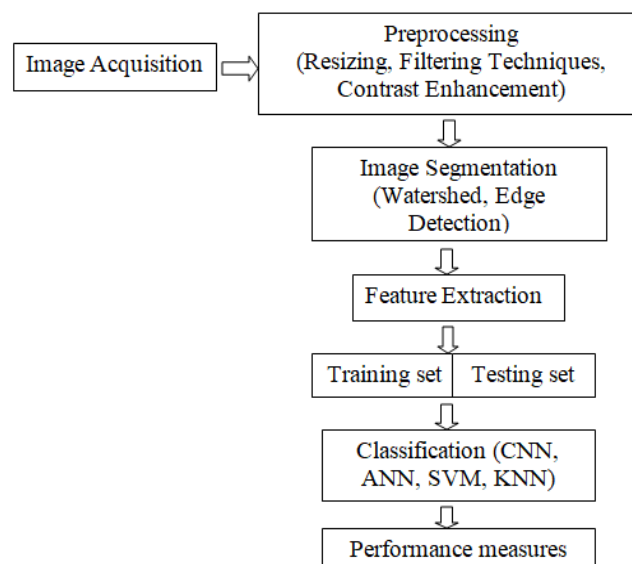 Image Acquisition
Preprocessing
(Resizing, Filtering Techniques,
Contrast Enhancement)
Image Segmentation
(Watershed, Edge
Detection)
Feature Extraction
Training set
Testing set
Classification (CNN,
ANN, SVM, KNN)
Performance measures